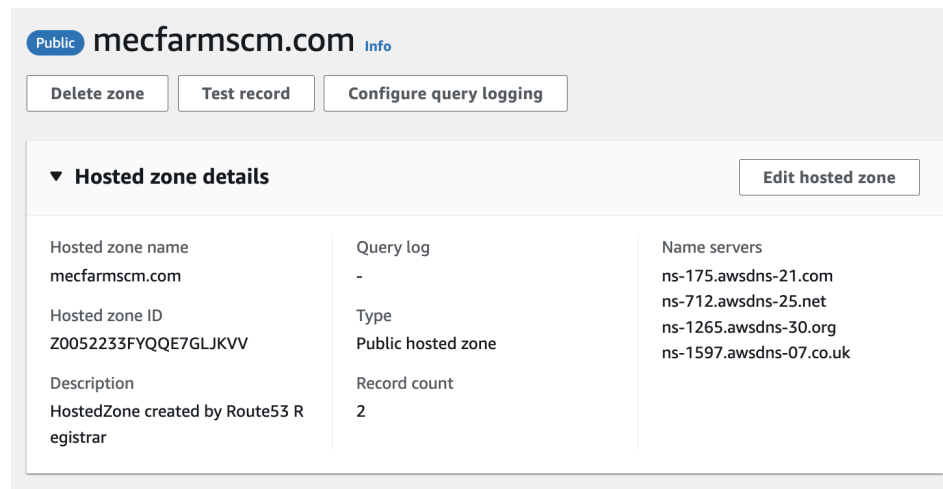 Public mecfarmscm.com Info
Delete zone Test record Configure query logging
Hosted zone details Edit hosted zone
Hosted zone name
mecfarmscm.com
Hosted zone ID
Z0052233FYQQE7GLJKVV
Description
HostedZone created by Route53 R
egistrar
Query log
-
Type
Public hosted zone
Record count
2
Name servers
ns-175.awsdns-21.com
ns-712.awsdns-25.net
ns-1265.awsdns-30.org
ns-1597.awsdns-07.co.uk